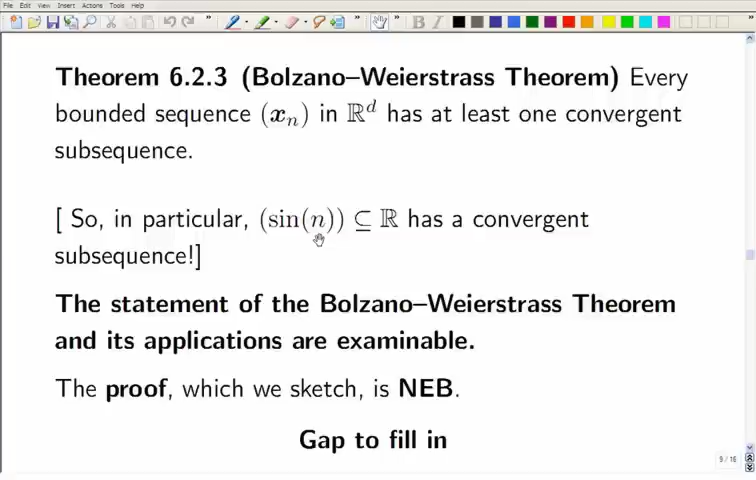 File Edit View Insert Actions Tools Help
Theorem 6.2.3 (Bolzano–Weierstrass Theorem) Every
bounded sequence (xₙ) in ℝᵈ has at least one convergent
subsequence.
[ So, in particular, (sin(n)) ⊆ ℝ has a convergent
subsequence!]
The statement of the Bolzano–Weierstrass Theorem
and its applications are examinable.
The proof, which we sketch, is NEB.
Gap to fill in
9 / 16